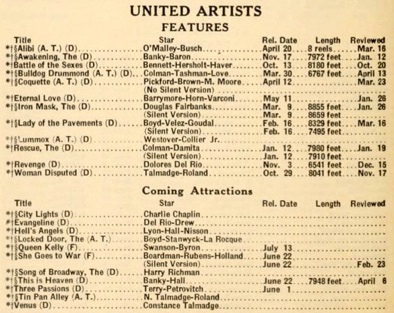 UNITED ARTISTS
FEATURES
Title Star Rel. Date Length Reviewed
*†§Alibi (A. T.) (D) O'Malley-Busch April 20 8 reels Mar. 16
*†§Awakening, The (D) Banky-Baron Nov. 17 7972 feet Jan. 12
*†Battle of the Sexes (D) Bennett-Hersholt-Haver Oct. 13 8180 feet Oct. 20
*†§Bulldog Drummond (A. T.) (D) Colman-Tashman-Love Mar. 30 6767 feet April 13
*†§Coquette (A. T.) (D) Pickford-Brown-M. Moore April 12 Mar. 23
(No Silent Version)
*†Eternal Love (D) Barrymore-Horn-Varconi May 11 Jan. 26
*†§Iron Mask, The (D) Douglas Fairbanks Mar. 9 8855 feet Jan. 26
(Silent Version) Mar. 9 8659 feet
*†§Lady of the Pavements (D) Boyd-Velez-Goudal Feb. 16 8329 feet Mar. 16
(Silent Version) Feb. 16 7495 feet
*†§Lummox (A. T.) (D) Westover-Collier Jr.
*†Rescue, The (D) Colman-Damita Jan. 12 7980 feet Jan. 19
(Silent Version) Jan. 12 7910 feet
*†Revenge (D) Dolores Del Rio Nov. 3 6541 feet Dec. 15
*†Woman Disputed (D) Talmadge-Roland Oct. 29 8041 feet Nov. 17
Coming Attractions
Title Star Rel. Date Length Reviewed
*†§City Lights (D) Charlie Chaplin
*†Evangeline (D) Del Rio-Drew
*†Hell's Angels (D) Lyon-Hall-Nisson
*†§Locked Door, The (A. T.) Boyd-Stanwyck-La Rocque
*†§Queen Kelly (F) Swanson-Byron July 13
*†§She Goes to War (F) Boardman-Rubens-Holland June 22
(Silent Version) June 22 Feb. 23
*†§Song of Broadway, The (D) Harry Richman
*†§This is Heaven (D) Banky-Hall June 22 7948 feet April 6
*†Three Passions (D) Terry-Petrovitch June 1
*†§Tin Pan Alley (A. T.) N. Talmadge-Roland
*†Venus (D) Constance Talmadge